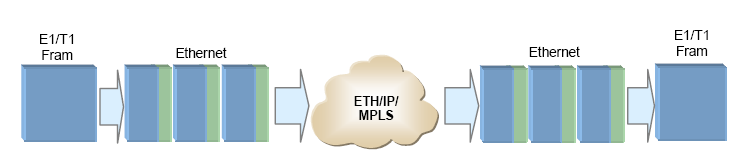 E1/T1
Fram
Ethernet
ETH/IP/
MPLS
Ethernet
E1/T1
Fram